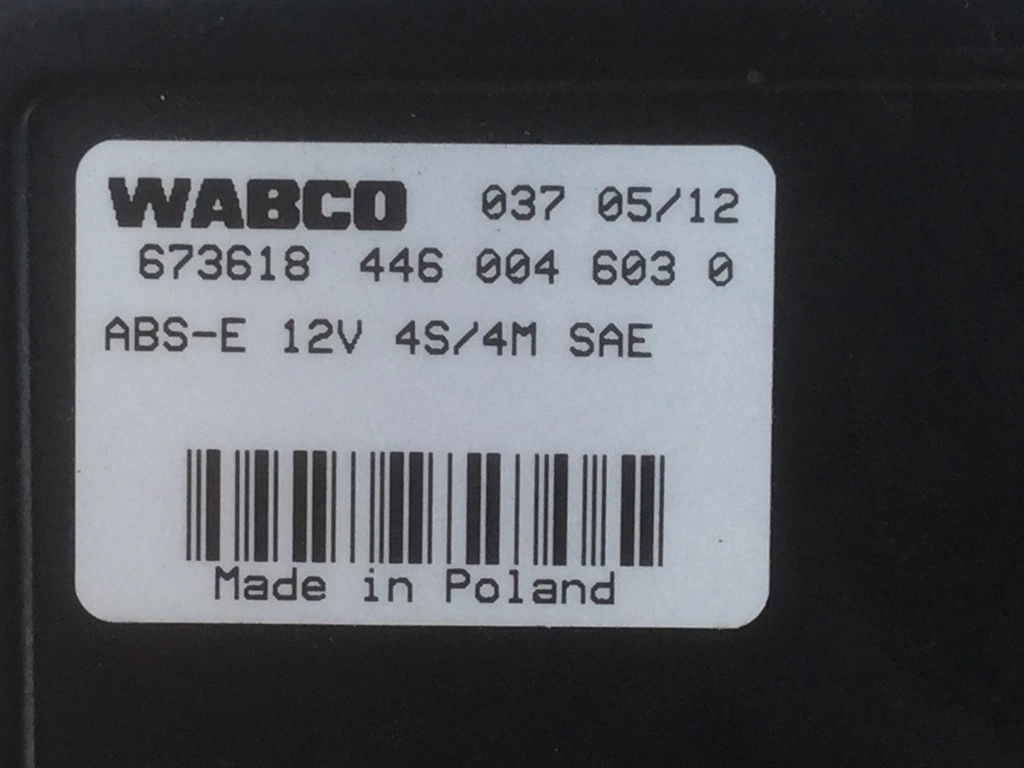 WABCO 037 05/12
673618 446 004 603 0
ABS-E 12V 4S/4M SAE
Made in Poland